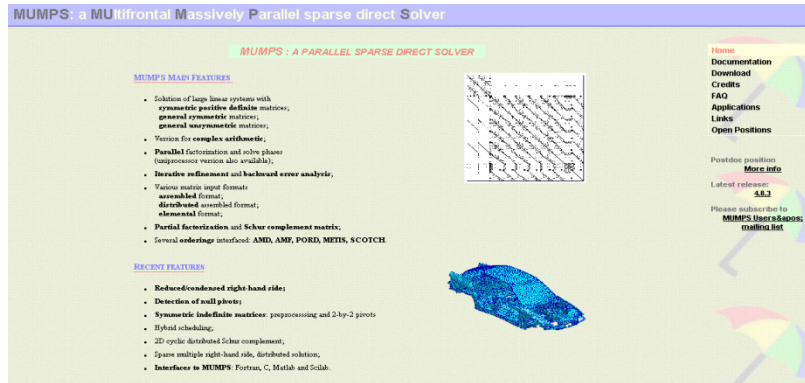 MUMPS: a MUltifrontal Massively Parallel sparse direct Solver
MUMPS : A PARALLEL SPARSE DIRECT SOLVER
MUMPS MAIN FEATURES
• Solution of large linear systems with
symmetric positive definite matrices;
general symmetric matrices;
general unsymmetric matrices;
• Version for complex arithmetic;
• Parallel factorization and solve phases
(uniprocessor version also available);
• Iterative refinement and backward error analysis;
• Various matrix input formats
assembled format;
distributed assembled format;
elemental format;
• Partial factorization and Schur complement matrix;
• Several orderings interfaced: AMD, AMF, PORD, METIS, SCOTCH.
RECENT FEATURES
• Reduced/condensed right-hand side;
• Detection of null pivots;
• Symmetric indefinite matrices: preprocesssing and 2-by-2 pivots
• Hybrid scheduling;
• 2D cyclic distributed Schur complement;
• Sparse multiple right-hand side, distributed solution;
• Interfaces to MUMPS: Fortran, C, Matlab and Scilab.
Home
Documentation
Download
Credits
FAQ
Applications
Links
Open Positions
Postdoc position
More info
Latest release:
4.8.3
Please subscribe to
MUMPS Users&apos;
mailing list